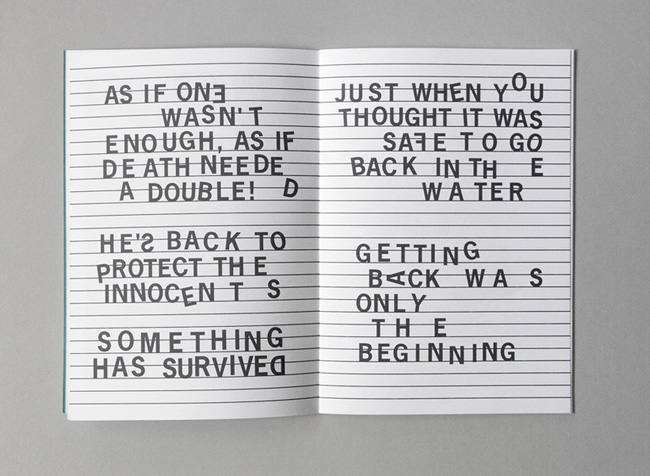 AS IF ONE
WASN'T
ENOUGH, AS IF
DEATH NEEDE
A DOUBLE! D
HE'S BACK TO
PROTECT THE
INNOCENTS
SOMETHING
HAS SURVIVED
JUST WHEN YOU
THOUGHT IT WAS
SAFE TO GO
BACK IN THE
WATER
GETTING
BACK WAS
ONLY
THE
BEGINNING